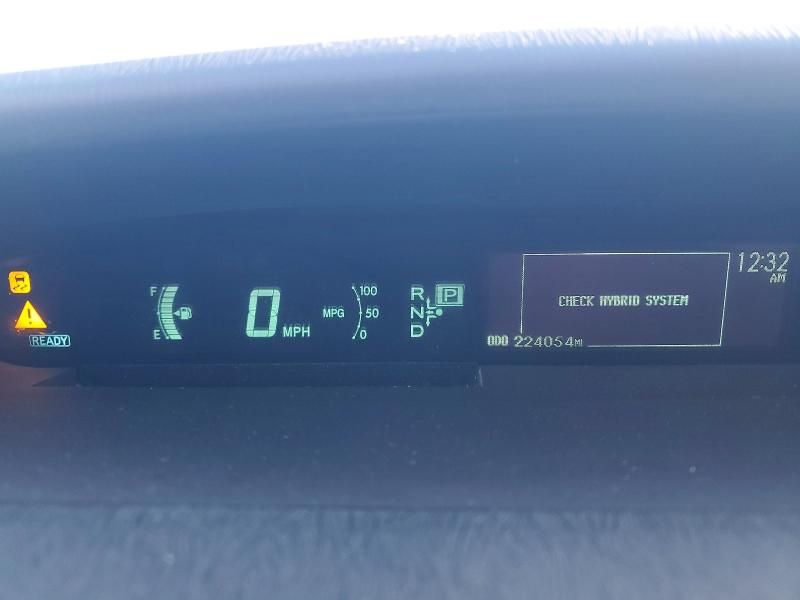 READY
F
E
0 MPH
MPG
100
50
0
R
N
D
P
CHECK HYBRID SYSTEM
12:32
AM
ODO 224054MI